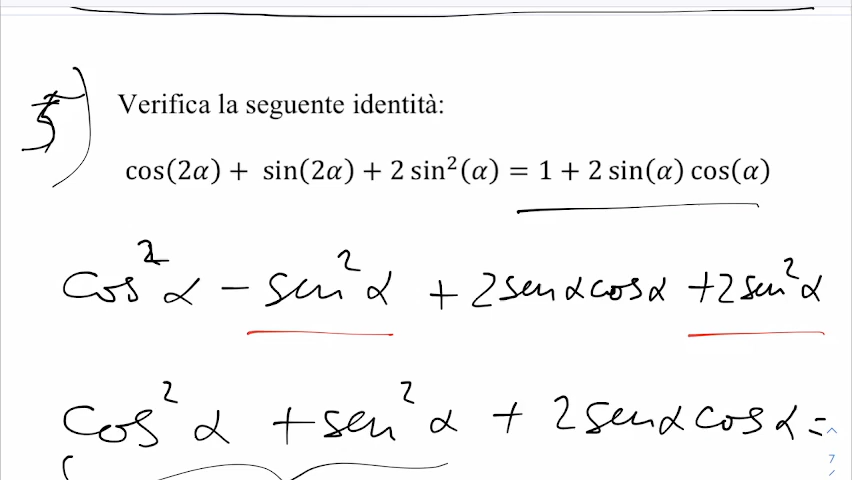 5)
Verifica la seguente identità:
cos(2α) + sin(2α) + 2 sin²(α) = 1 + 2 sin(α) cos(α)
cos²α − sen²α + 2senαcosα +2sen²α
cos²α +sen²α + 2senαcosα =
7